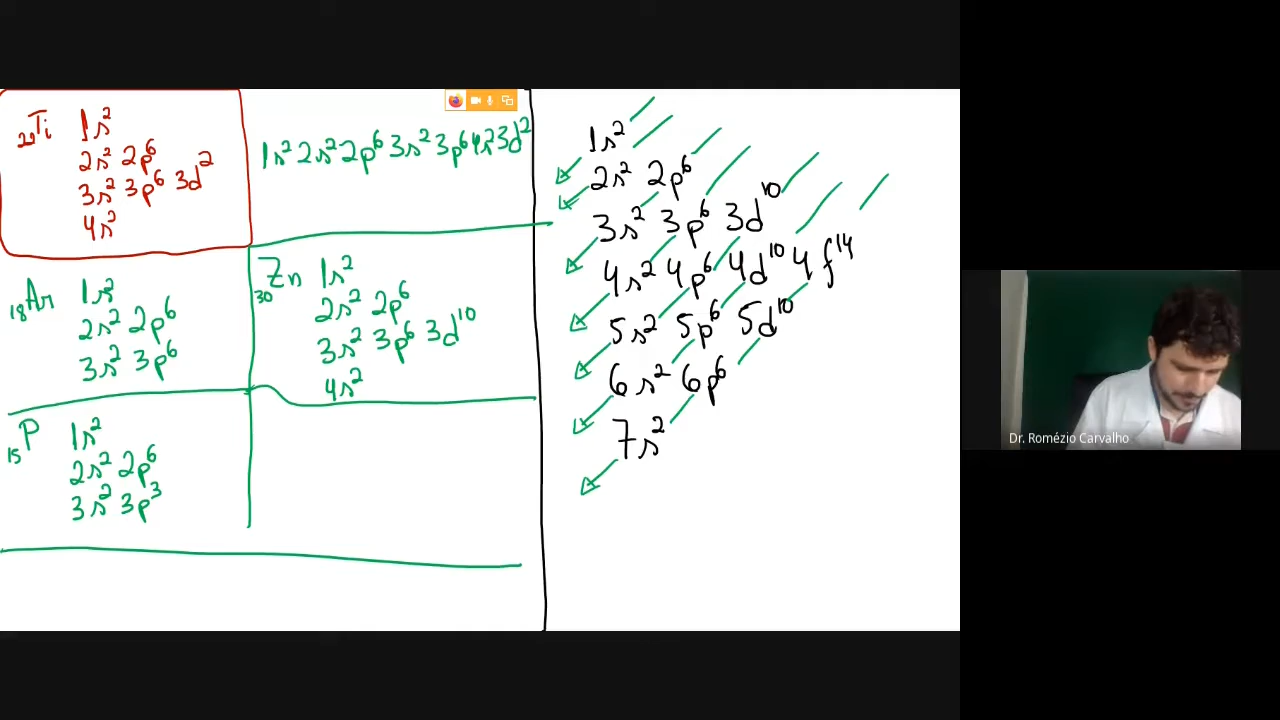 22Ti 1s²
2s² 2p⁶
3s² 3p⁶ 3d²
4s²
1s² 2s² 2p⁶ 3s² 3p⁶ 4s² 3d²
18Ar 1s²
2s² 2p⁶
3s² 3p⁶
30Zn 1s²
2s² 2p⁶
3s² 3p⁶ 3d¹⁰
4s²
15P 1s²
2s² 2p⁶
3s² 3p³
1s²
2s² 2p⁶
3s² 3p⁶ 3d¹⁰
4s² 4p⁶ 4d¹⁰ 4f¹⁴
5s² 5p⁶ 5d¹⁰
6s² 6p⁶
7s²
Dr. Romézio Carvalho